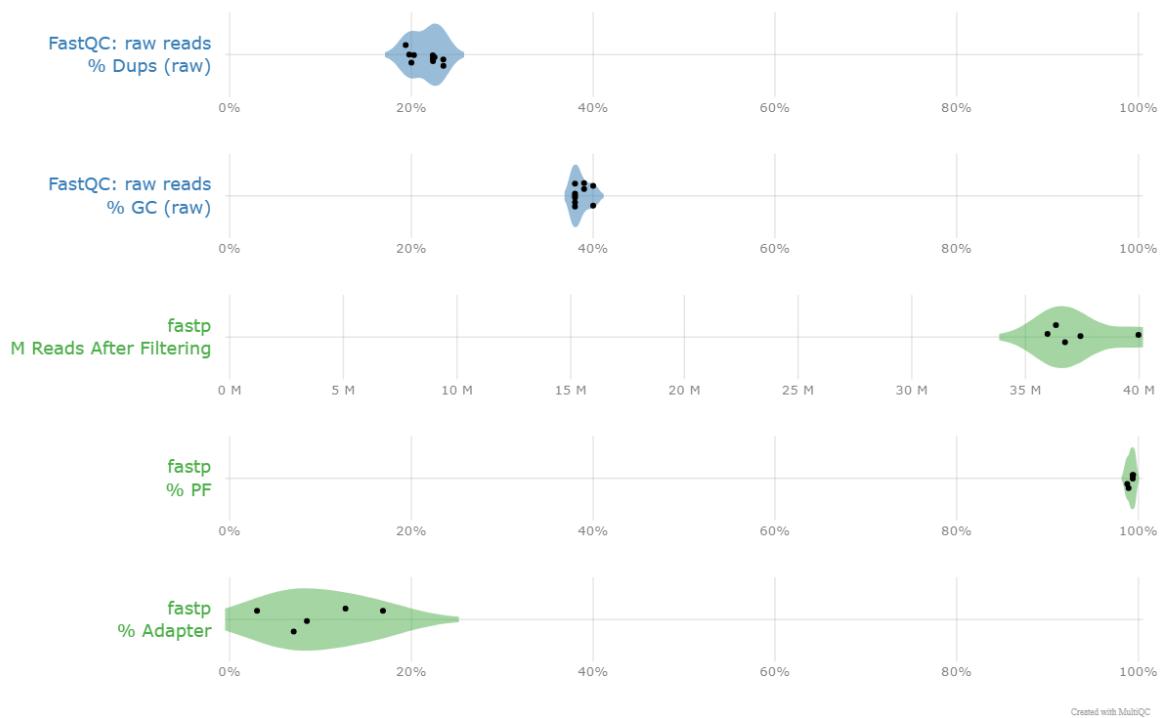 FastQC: raw reads
% Dups (raw)
0% 20% 40% 60% 80% 100%
FastQC: raw reads
% GC (raw)
0% 20% 40% 60% 80% 100%
fastp
M Reads After Filtering
0 M 5 M 10 M 15 M 20 M 25 M 30 M 35 M 40 M
fastp
% PF
0% 20% 40% 60% 80% 100%
fastp
% Adapter
0% 20% 40% 60% 80% 100%
Created with MultiQC